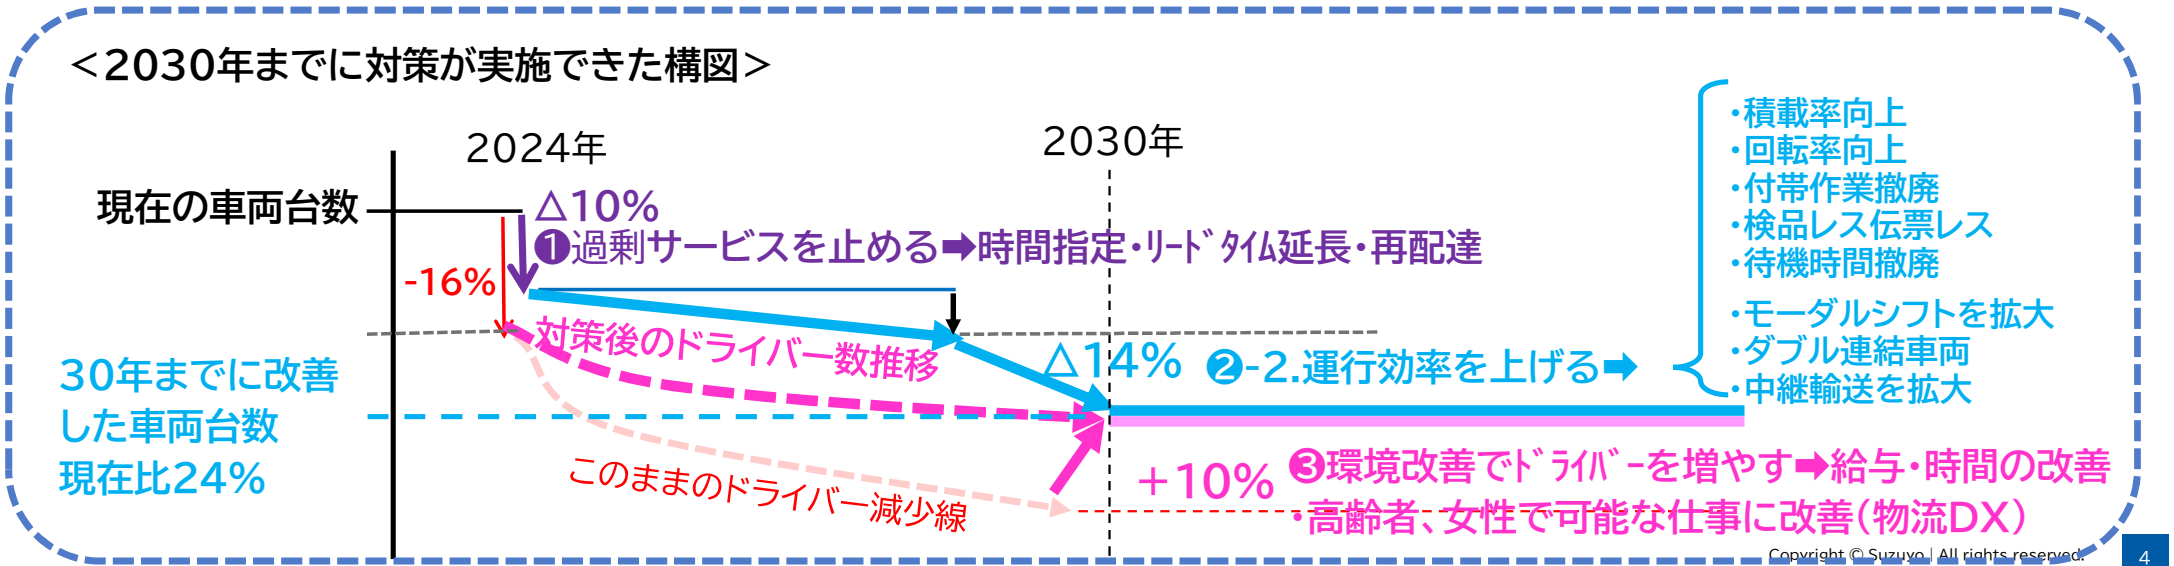 ＜2030年までに対策が実施できた構図＞
2024年
2030年
現在の車両台数
△10%
❶過剰サービスを止める➡時間指定・ﾘｰﾄﾞﾀｲﾑ延長・再配達
-16%
対策後のドライバー数推移
△14%
❷-2.運行効率を上げる➡
・積載率向上
・回転率向上
・付帯作業撤廃
・検品レス伝票レス
・待機時間撤廃
・モーダルシフトを拡大
・ダブル連結車両
・中継輸送を拡大
30年までに改善
した車両台数
現在比24%
このままのドライバー減少線
＋10%
❸環境改善でﾄﾞﾗｲﾊﾞｰを増やす➡給与・時間の改善
・高齢者、女性で可能な仕事に改善（物流DX）
Copyright © Suzuyo | All rights reserved.
4